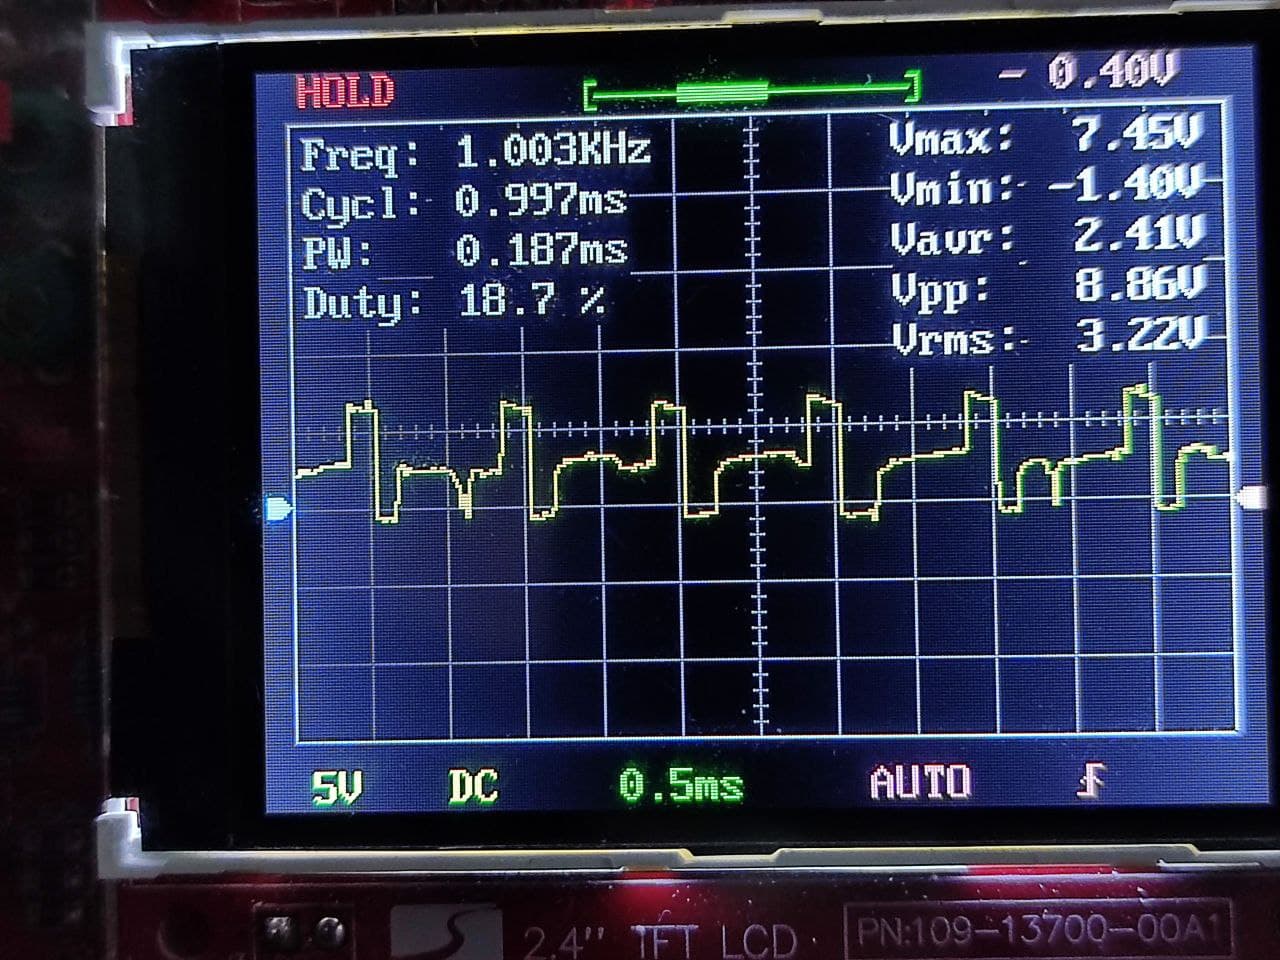 HOLD - 0.40V
Freq: 1.003KHz Vmax: 7.45V
Cycl: 0.997ms Vmin: -1.40V
PW: 0.187ms Vavr: 2.41V
Duty: 18.7 % Vpp: 8.86V
Vrms: 3.22V
5V DC 0.5ms AUTO
2.4" TFT LCD PN:109-13700-00A1